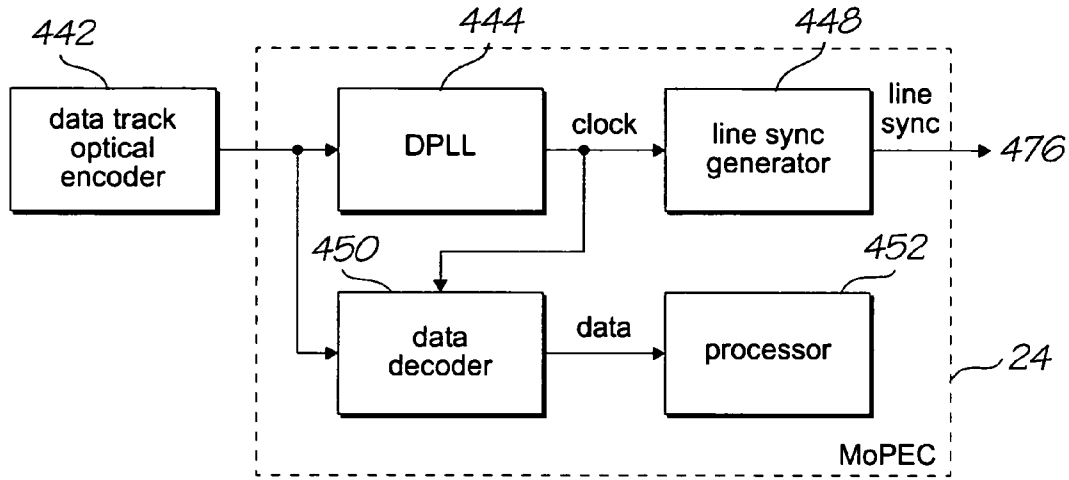 442
444
448
data track
optical
encoder
DPLL
clock
line sync
generator
line
sync
476
450
452
data
decoder
data
processor
24
MoPEC